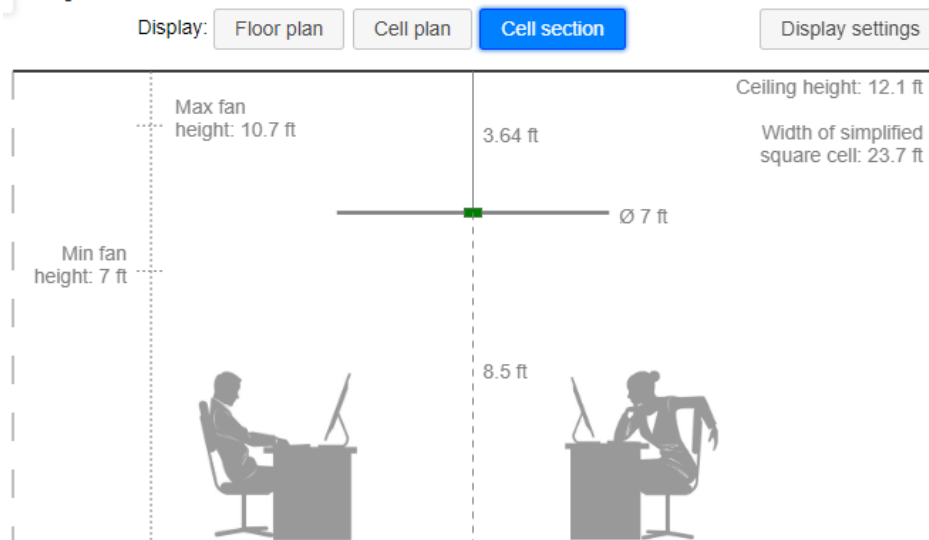 Display: Floor plan Cell plan Cell section Display settings
Ceiling height: 12.1 ft
Max fan
height: 10.7 ft
3.64 ft
Width of simplified
square cell: 23.7 ft
Ø 7 ft
Min fan
height: 7 ft
8.5 ft